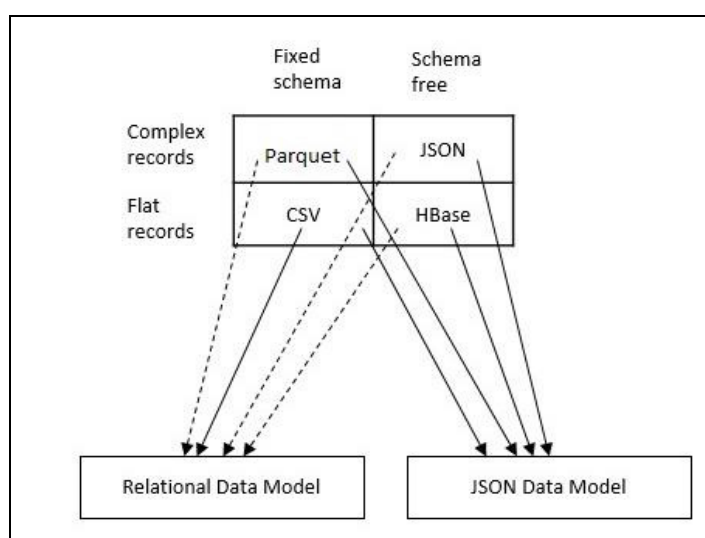 Fixed
schema
Schema
free
Complex
records
Parquet
JSON
Flat
records
CSV
HBase
Relational Data Model
JSON Data Model